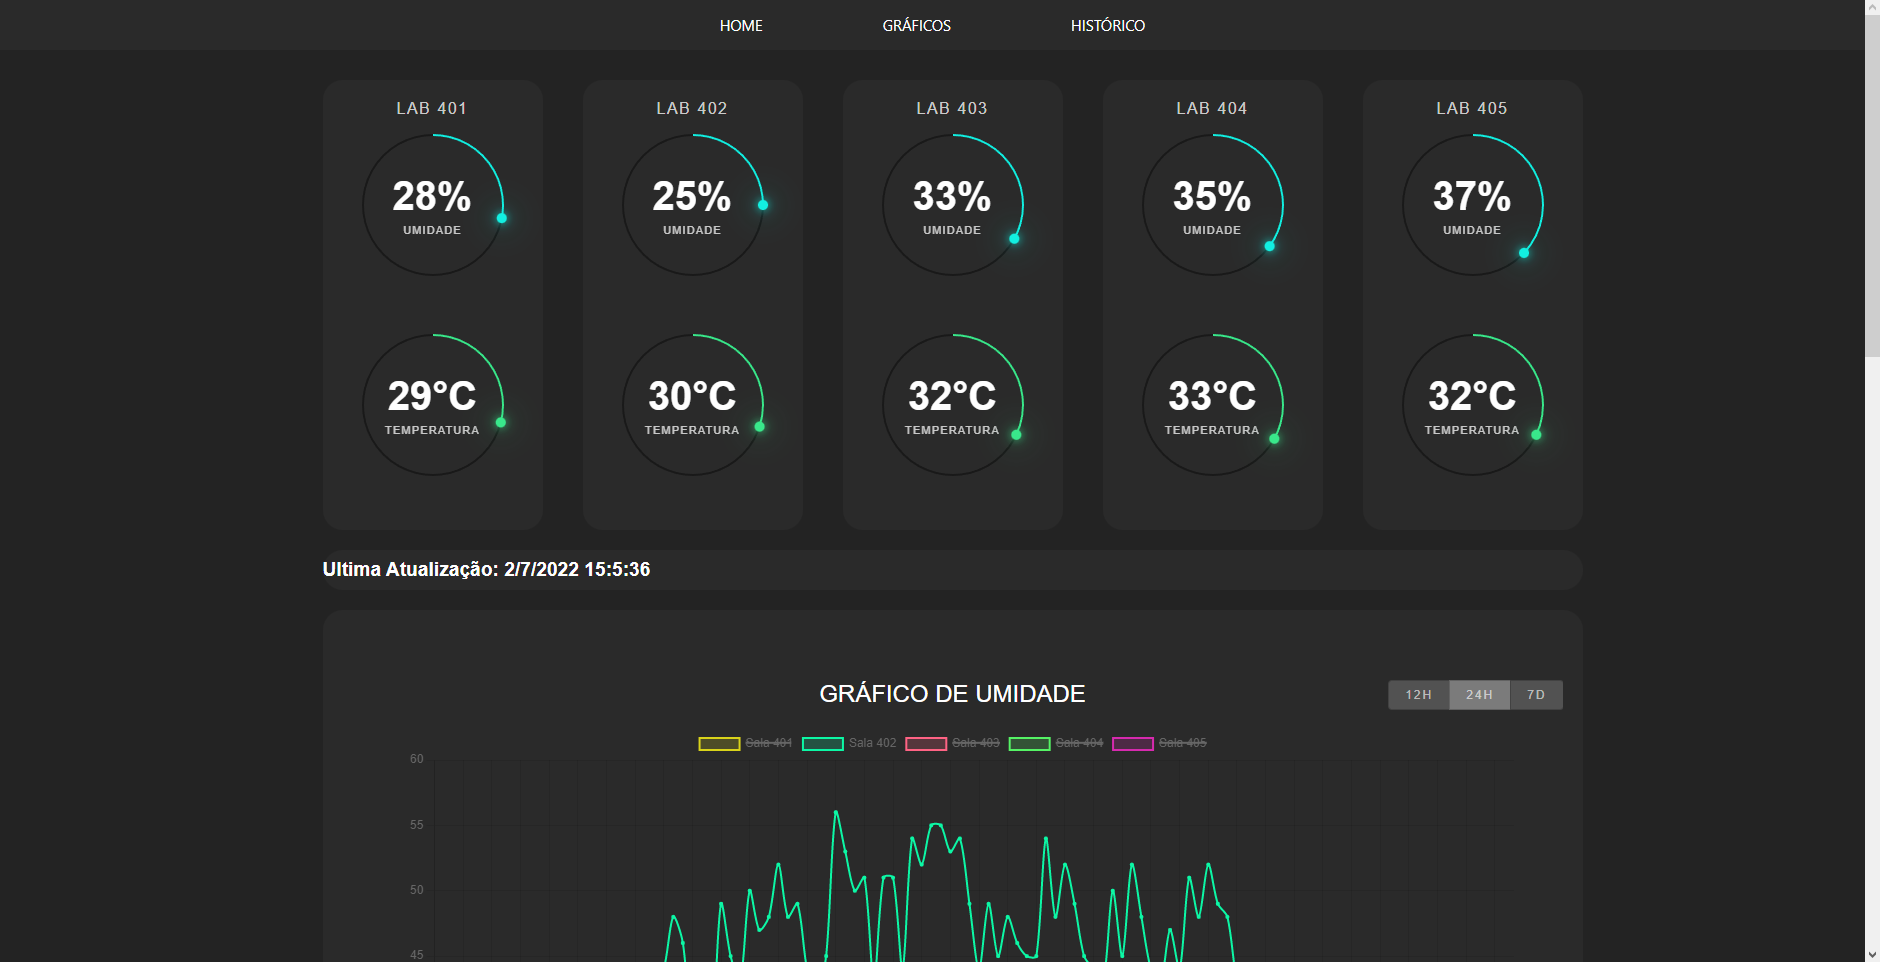 HOME GRÁFICOS HISTÓRICO
LAB 401 LAB 402 LAB 403 LAB 404 LAB 405
28% 25% 33% 35% 37%
UMIDADE UMIDADE UMIDADE UMIDADE UMIDADE
29°C 30°C 32°C 33°C 32°C
TEMPERATURA TEMPERATURA TEMPERATURA TEMPERATURA TEMPERATURA
Ultima Atualização: 2/7/2022 15:5:36
GRÁFICO DE UMIDADE 12H 24H 7D
Sala 401 Sala 402 Sala 403 Sala 404 Sala 405
60
55
50
45